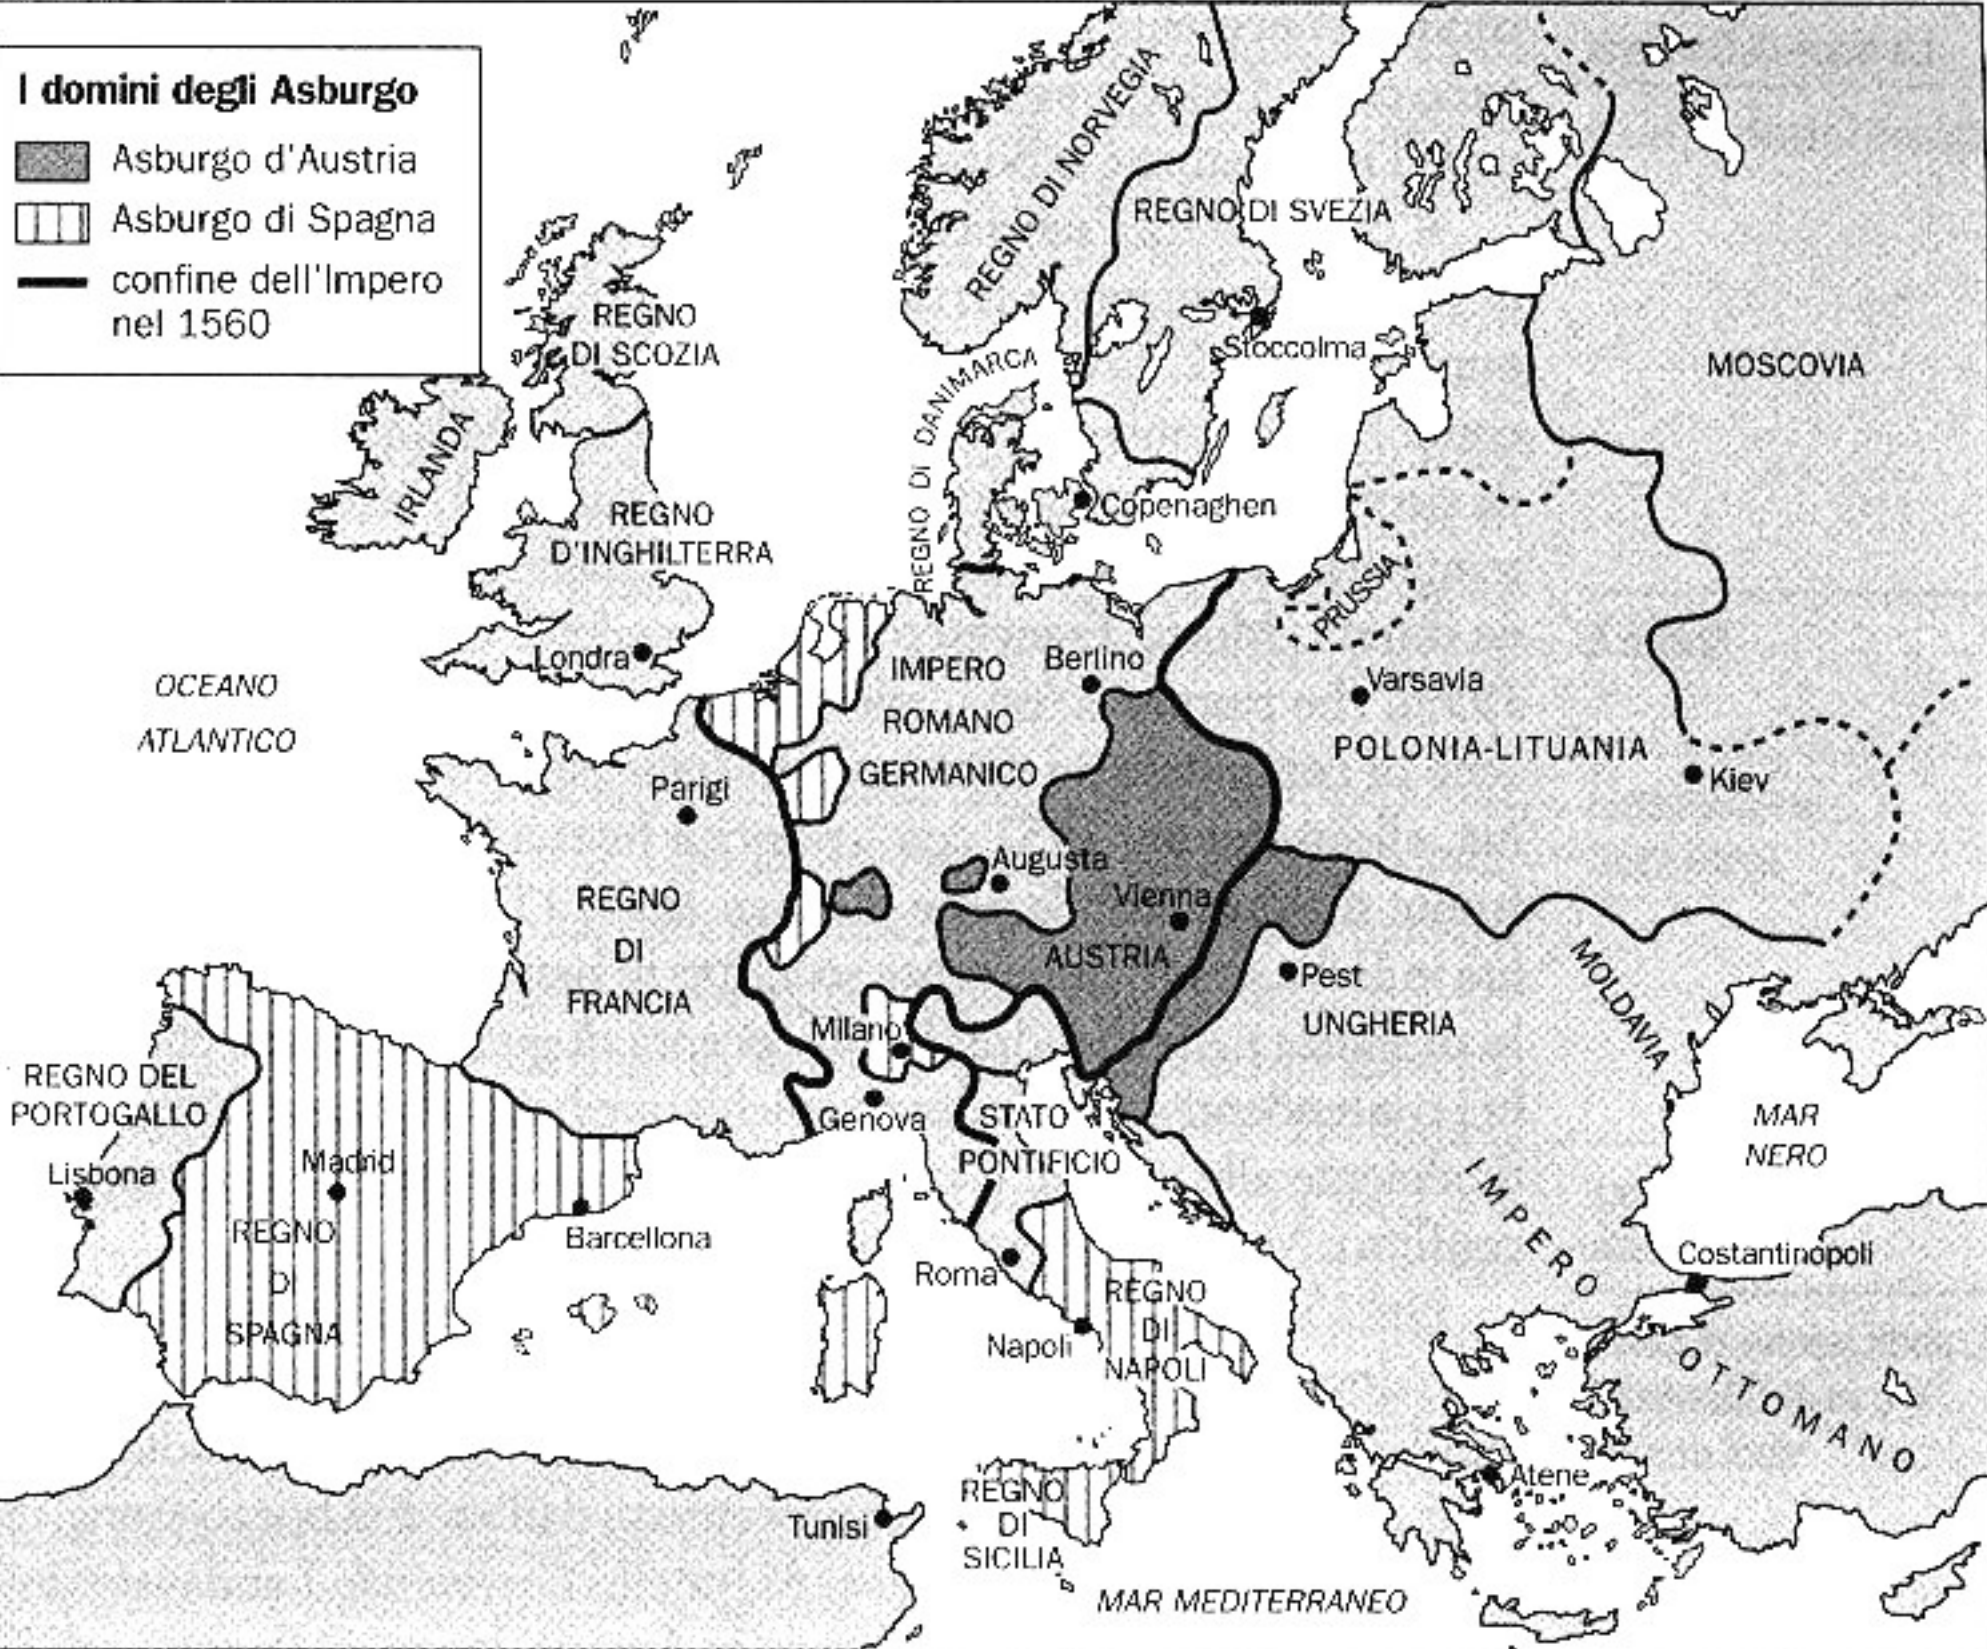 I domini degli Asburgo
Asburgo d'Austria
Asburgo di Spagna
confine dell'Impero
nel 1560
REGNO DI NORVEGIA
REGNO DI SVEZIA
REGNO
DI SCOZIA
Stoccolma
MOSCOVIA
REGNO DI DANIMARCA
IRLANDA
Copenaghen
REGNO
D'INGHILTERRA
PRUSSIA
Londra
IMPERO
ROMANO
GERMANICO
Berlino
Varsavia
OCEANO
ATLANTICO
POLONIA-LITUANIA
Kiev
Parigi
Augusta
Vienna
REGNO
DI
FRANCIA
AUSTRIA
Pest
UNGHERIA
MOLDAVIA
Milano
REGNO DEL
PORTOGALLO
Genova
STATO
PONTIFICIO
MAR
NERO
Lisbona
Madrid
REGNO
DI
SPAGNA
Barcellona
Roma
REGNO
DI
NAPOLI
Napoli
IMPERO
OTTOMANO
Costantinopoli
Atene
Tunisi
REGNO
DI
SICILIA
MAR MEDITERRANEO